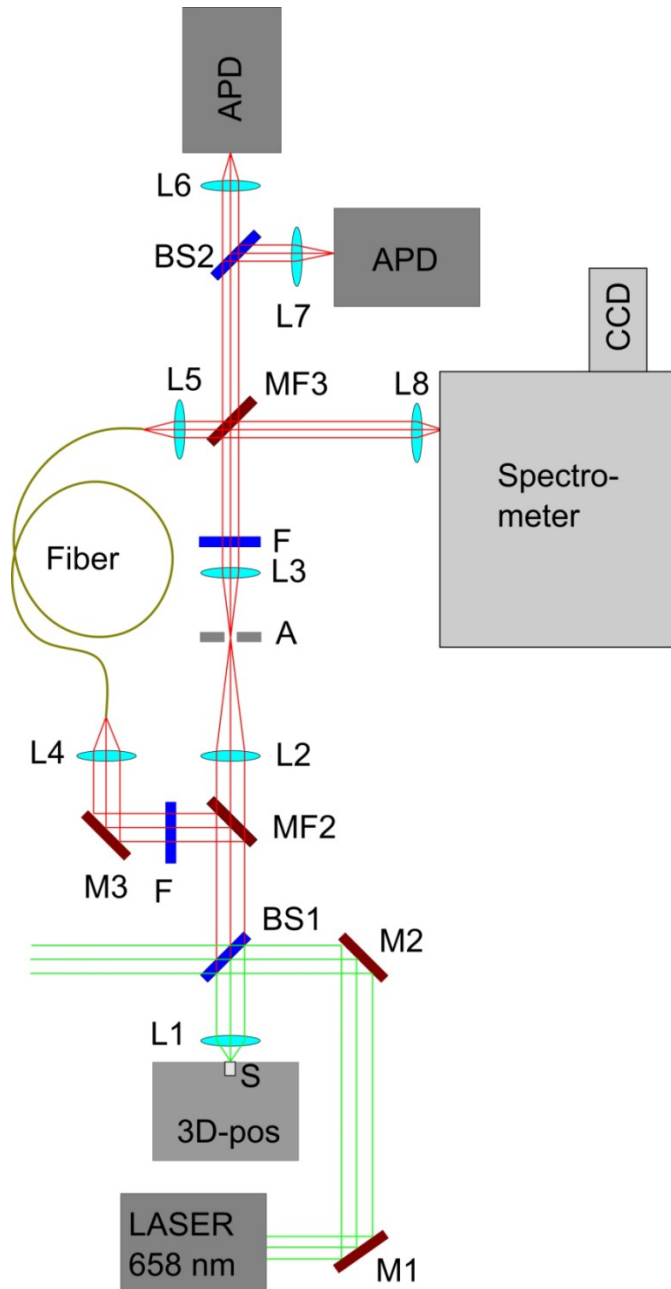 APD
L6
BS2
L7
APD
CCD
L5
MF3
L8
Spectro-
meter
F
L3
Fiber
A
L4
L2
MF2
M3
F
BS1
M2
L1
S
3D-pos
LASER
658 nm
M1